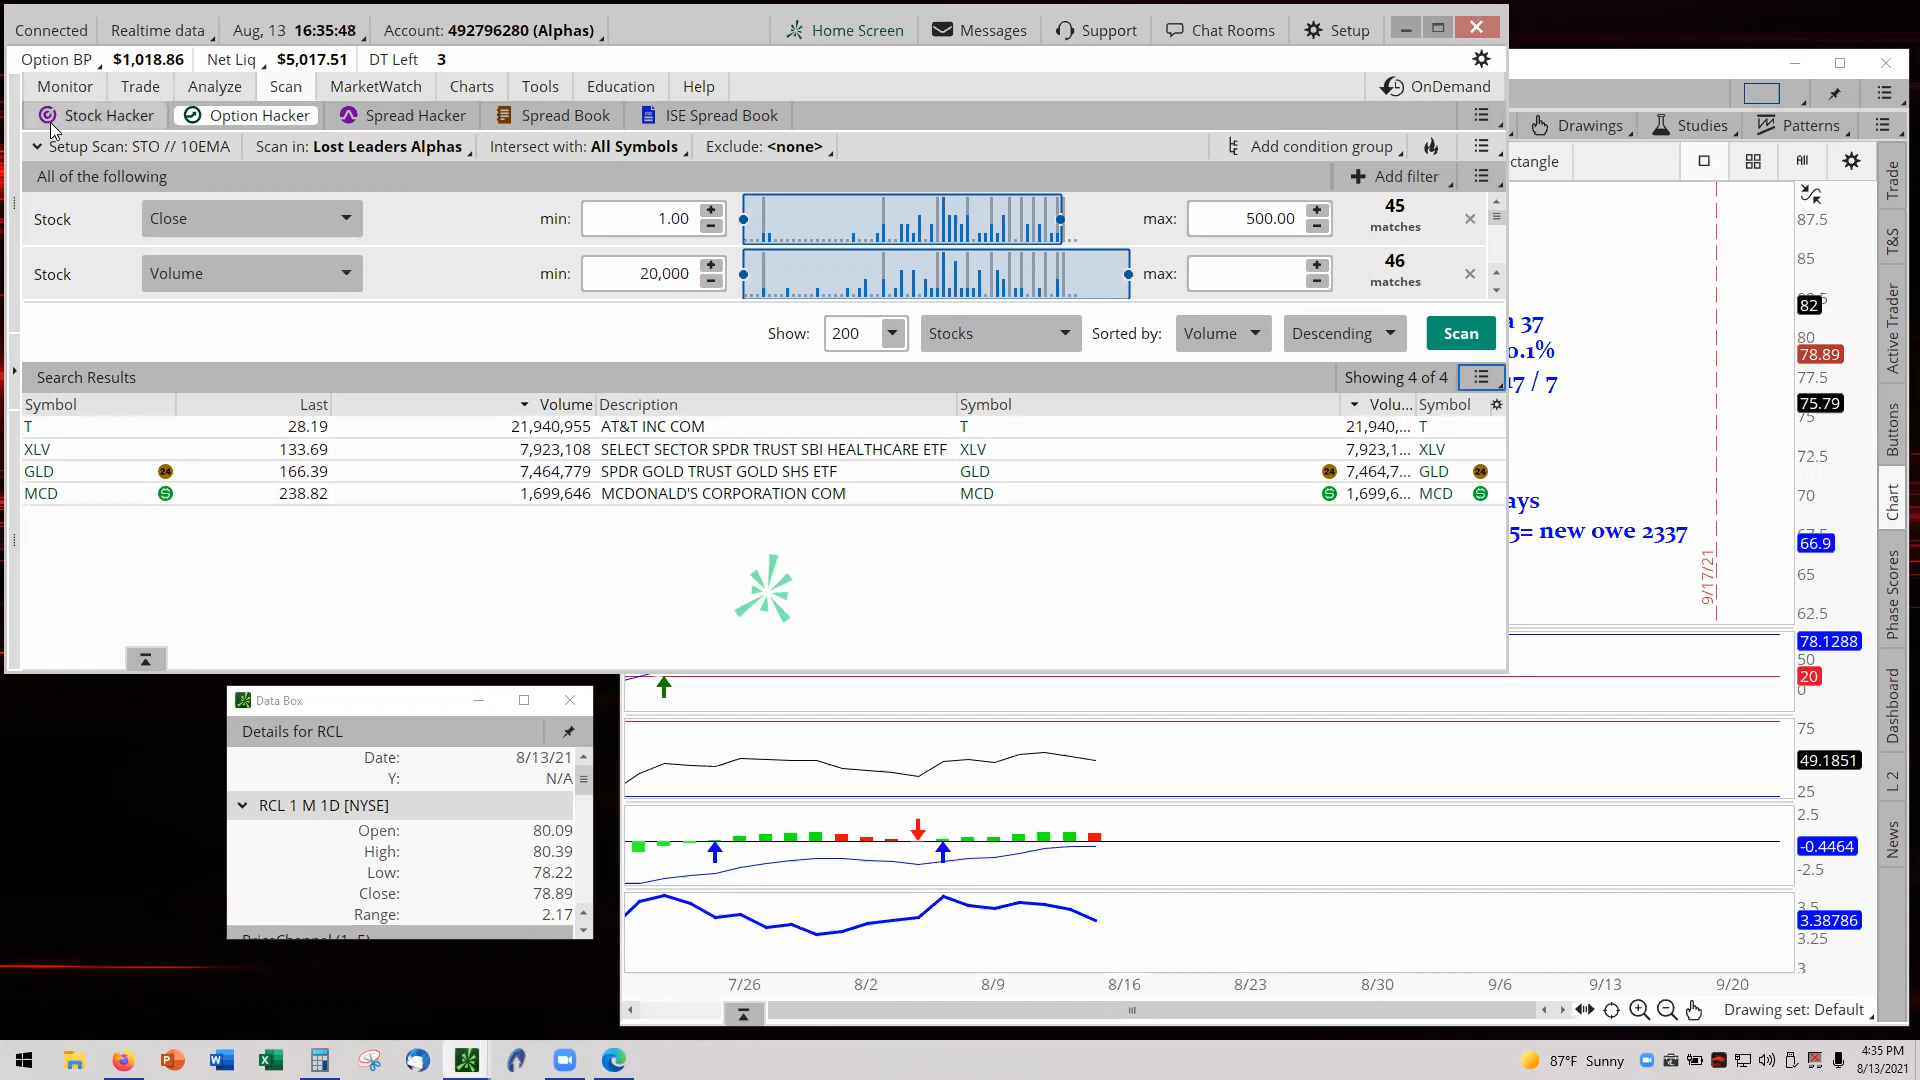 Connected Realtime data Aug, 13 16:35:48 Account: 492796280 (Alphas) Home Screen Messages Support Chat Rooms Setup
Option BP $1,018.86 Net Liq $5,017.51 DT Left 3
Monitor Trade Analyze Scan MarketWatch Charts Tools Education Help OnDemand
Stock Hacker Option Hacker Spread Hacker Spread Book ISE Spread Book
Setup Scan: STO // 10EMA Scan in: Lost Leaders Alphas Intersect with: All Symbols Exclude: <none> Add condition group
All of the following Add filter
Stock Close min: 1.00 max: 500.00 45 matches
Stock Volume min: 20,000 max: 46 matches
Show: 200 Stocks Sorted by: Volume Descending Scan
Search Results Showing 4 of 4
Symbol Last Volume Description Symbol Volu... Symbol
T 28.19 21,940,955 AT&T INC COM T 21,940,... T
XLV 133.69 7,923,108 SELECT SECTOR SPDR TRUST SBI HEALTHCARE ETF XLV 7,923,1... XLV
GLD 24 166.39 7,464,779 SPDR GOLD TRUST GOLD SHS ETF GLD 24 7,464,7... GLD 24
MCD S 238.82 1,699,646 MCDONALD'S CORPORATION COM MCD S 1,699,6... MCD S
Drawings Studies Patterns
ctangle All
37
0.1%
17 / 7
ays
5= new owe 2337
9/17/21
87.5
85
82
80
78.89
77.5
75.79
75
72.5
70
66.9
65
62.5
78.1288
50
20
0
75
49.1851
25
2.5
-0.4464
-2.5
3.5
3.38786
3.25
3
Trade
T&S
Active Trader
Buttons
Chart
Phase Scores
Dashboard
L 2
News
Data Box
Details for RCL
Date: 8/13/21
Y: N/A
RCL 1 M 1D [NYSE]
Open: 80.09
High: 80.39
Low: 78.22
Close: 78.89
Range: 2.17
7/26 8/2 8/9 8/16 8/23 8/30 9/6 9/13 9/20
Drawing set: Default
87°F Sunny
4:35 PM
8/13/2021